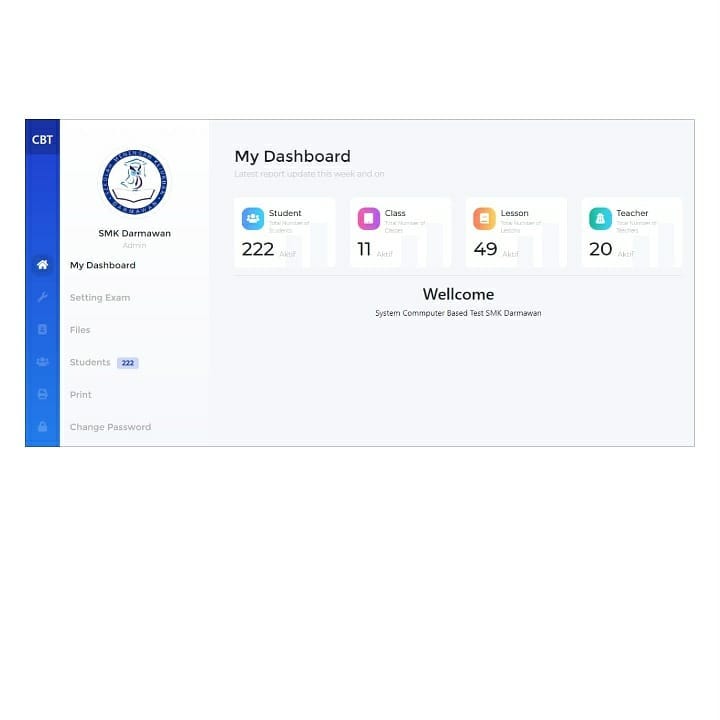 CBT
SMK Darmawan
Admin
My Dashboard
Setting Exam
Files
Students 222
Print
Change Password
My Dashboard
Latest report update this week and on
Student
Total Number of
Students
222 Aktif
Class
Total Number of
Classes
11 Aktif
Lesson
Total Number of
Lessons
49 Aktif
Teacher
Total Number of
Teachers
20 Aktif
Wellcome
System Commputer Based Test SMK Darmawan